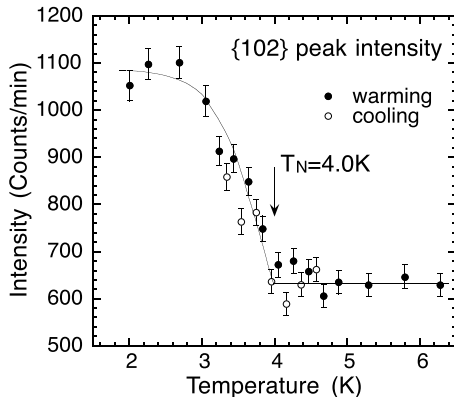 {102} peak intensity
warming
cooling
TN=4.0K
Intensity (Counts/min)
1200
1100
1000
900
800
700
600
500
2 3 4 5 6
Temperature (K)